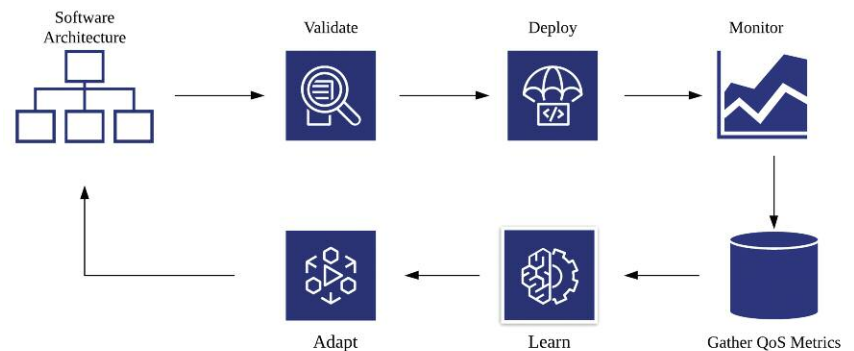 Software
Architecture
Validate
Deploy
Monitor
</>
Adapt
Learn
Gather QoS Metrics